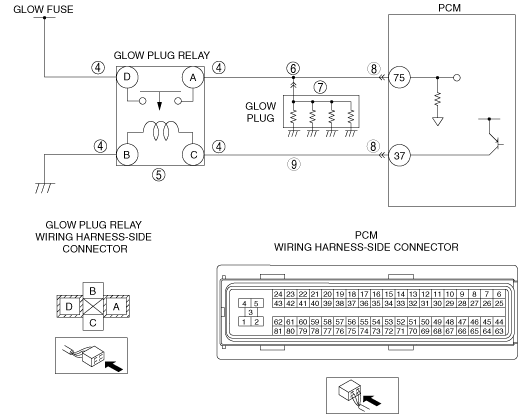 GLOW FUSE
PCM
GLOW PLUG RELAY
4 D A 4 6 8 75
7
GLOW
PLUG
4 B C 4 8 37
5 9
GLOW PLUG RELAY
WIRING HARNESS-SIDE
CONNECTOR
B
D A
C
PCM
WIRING HARNESS-SIDE CONNECTOR
24 23 22 21 20 19 18 17 16 15 14 13 12 11 10 9 8 7 6
4 5 43 42 41 40 39 38 37 36 35 34 33 32 31 30 29 28 27 26 25
3
1 2 62 61 60 59 58 57 56 55 54 53 52 51 50 49 48 47 46 45 44
81 80 79 78 77 76 75 74 73 72 71 70 69 68 67 66 65 64 63